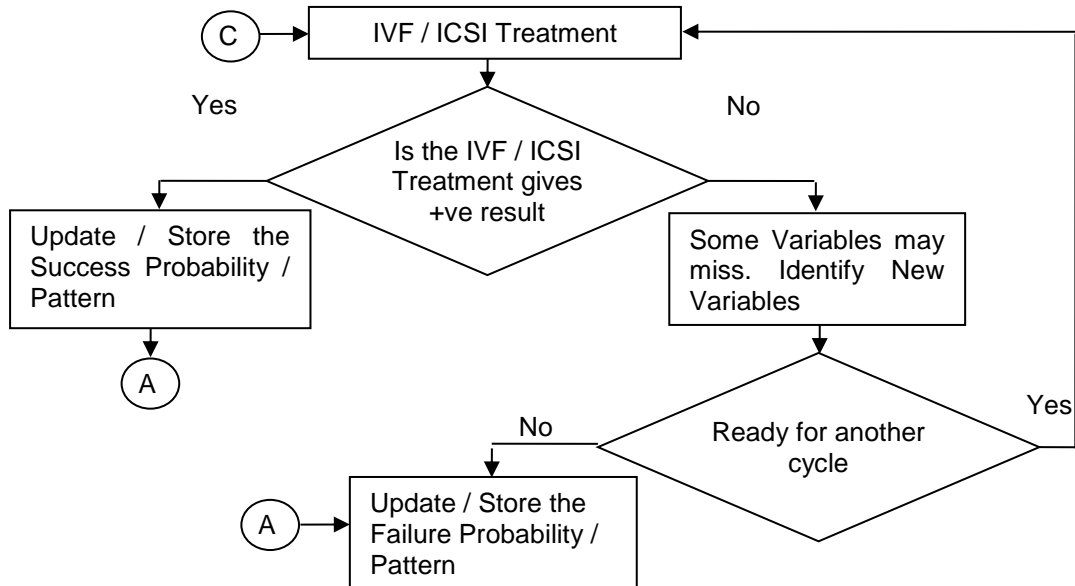 C
IVF / ICSI Treatment
Yes
No
Is the IVF / ICSI
Treatment gives
+ve result
Update / Store the
Success Probability /
Pattern
Some Variables may
miss. Identify New
Variables
A
Ready for another
cycle
Yes
No
A
Update / Store the
Failure Probability /
Pattern